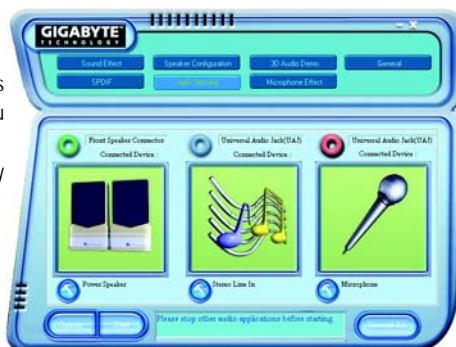 GIGABYTE
TECHNOLOGY
Sound Effect
Speaker Configuration
3D Audio Demo
General
SPDIF
Jack Sensing
Microphone Effect
s
u
Front Speaker Connector
Connected Device :
Universal Audio Jack(UAJ)
Connected Device :
Universal Audio Jack(UAJ)
Connected Device :
Power Speaker
Stereo Line In
Microphone
Start
Please stop other audio applications before starting.